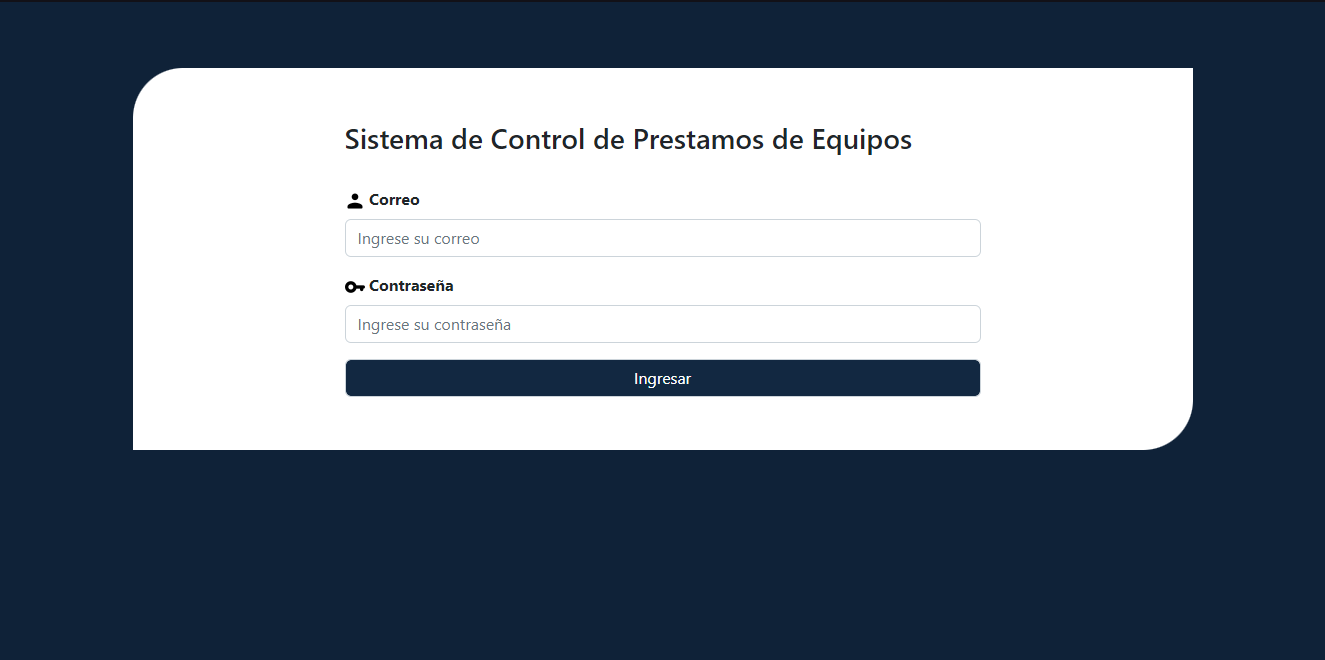 Sistema de Control de Prestamos de Equipos
Correo
Ingrese su correo
Contraseña
Ingrese su contraseña
Ingresar